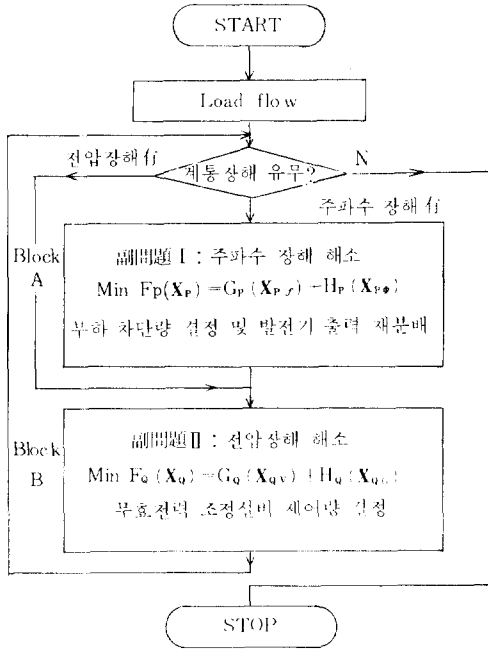 START
Load flow
전압장해 有
계통장해 유무?
N
주파수 장해 有
Block
A
副問題 I : 주파수 장해 해소
Min Fp(Xp) = Gp(Xp f) + Hp(Xp Φ)
부하 차단량 결정 및 발전기 출력 재분배
Block
B
副問題 II : 전압장해 해소
Min FQ(XQ) = GQ(XQV) + HQ(
무효전력 조정설비 제어량 결정
STOP